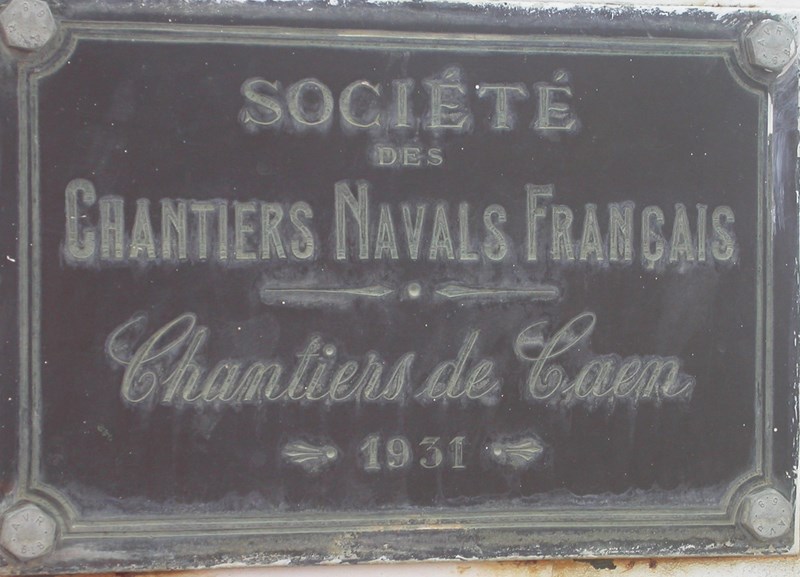 SOCIÉTÉ
DES
CHANTIERS NAVALS FRANÇAIS
Chantiers de Caen
1931